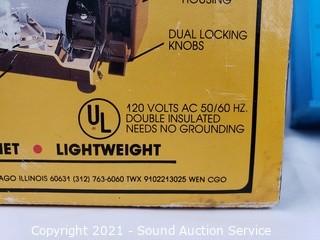 HOUSING
DUAL LOCKING
KNOBS
UL
120 VOLTS AC 50/60 HZ.
DOUBLE INSULATED
NEEDS NO GROUNDING
IET • LIGHTWEIGHT
AGO ILLINOIS 60631 (312) 763-6060 TWX 9102213025 WEN CGO
Copyright 2021 - Sound Auction Service